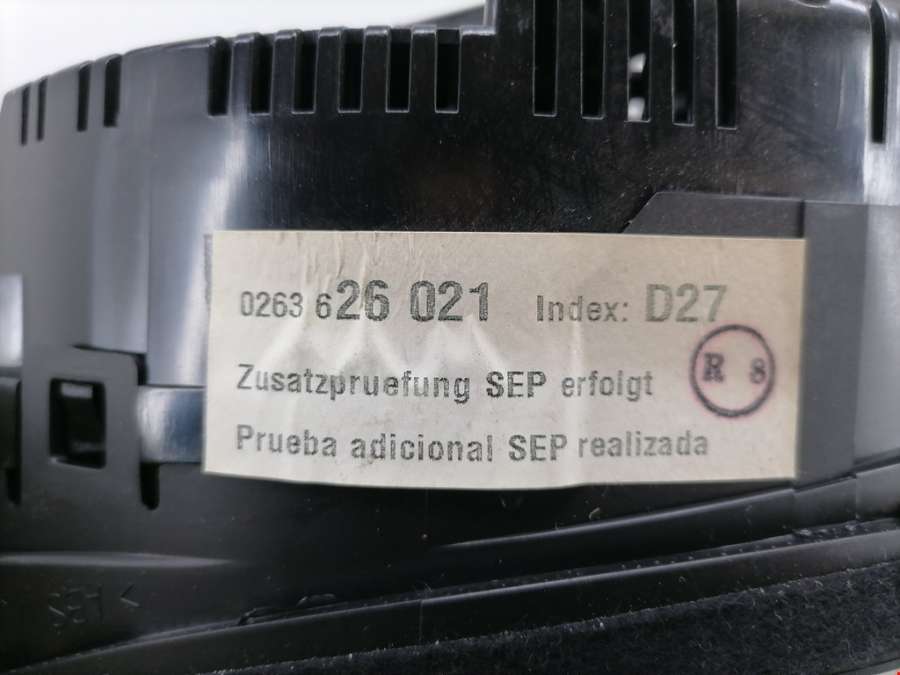 0263 626 021 Index: D27
R 8
Zusatzpruefung SEP erfolgt
Prueba adicional SEP realizada